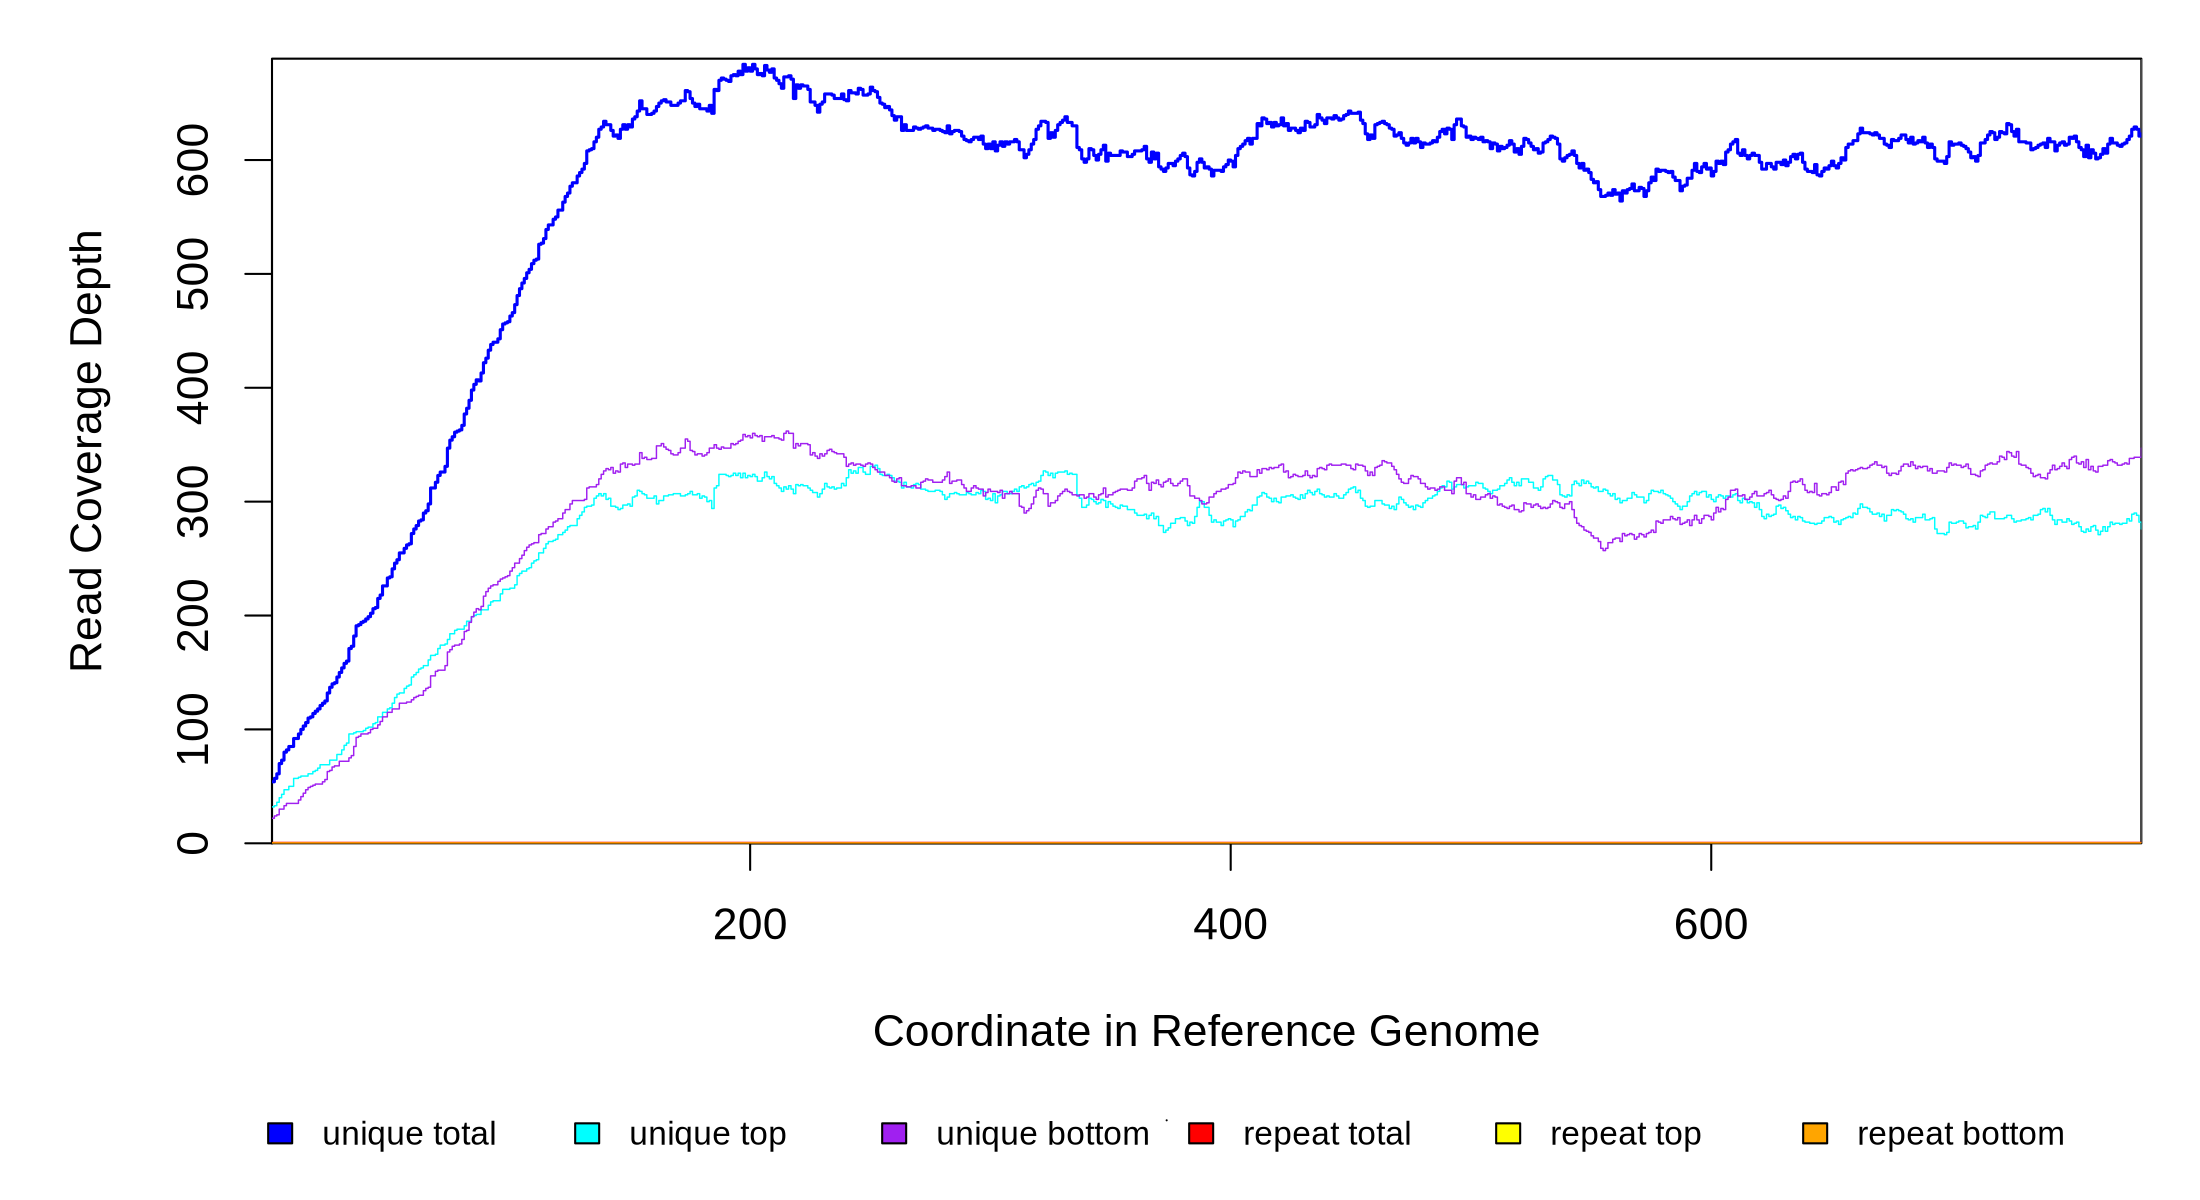 Read Coverage Depth
600
500
400
300
200
100
0
200 400 600
Coordinate in Reference Genome
unique total unique top unique bottom repeat total repeat top repeat bottom